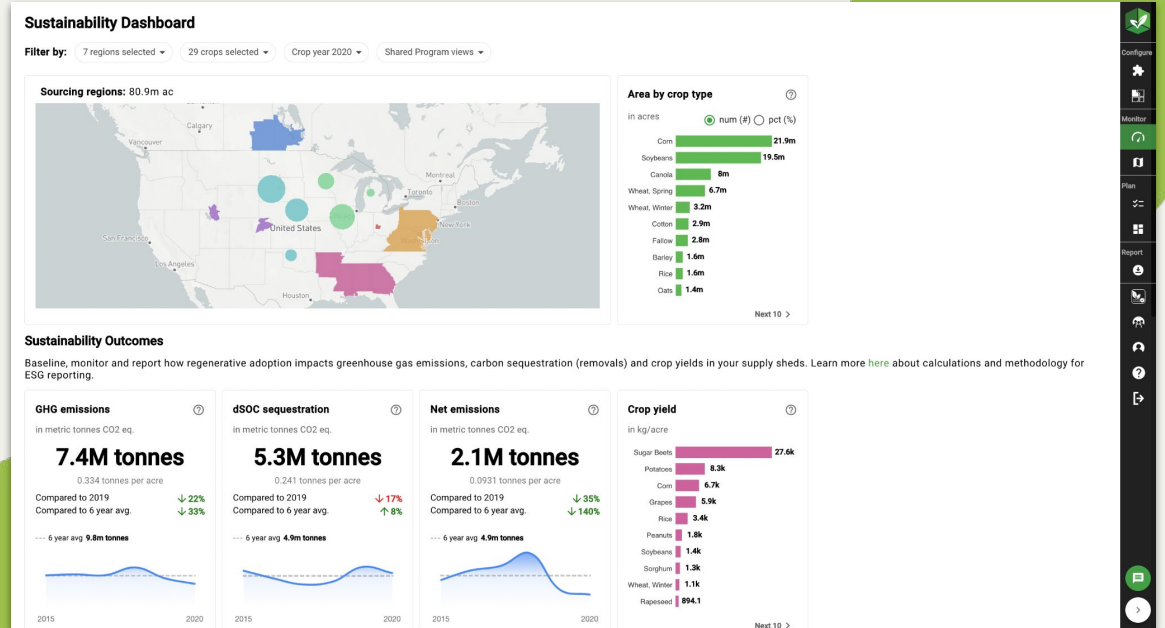 Sustainability Dashboard
Filter by: 7 regions selected 29 crops selected Crop year 2020 Shared Program views
Sourcing regions: 80.9m ac
Calgary
Vancouver
Montreal
Toronto
Boston
New York
United States
San Francisco
Los Angeles
Houston
Area by crop type
in acres num (#) pct (%)
Corn 21.9m
Soybeans 19.5m
Canola 8m
Wheat, Spring 6.7m
Wheat, Winter 3.2m
Cotton 2.9m
Fallow 2.8m
Barley 1.6m
Rice 1.6m
Oats 1.4m
Next 10 >
Sustainability Outcomes
Baseline, monitor and report how regenerative adoption impacts greenhouse gas emissions, carbon sequestration (removals) and crop yields in your supply sheds. Learn more here about calculations and methodology for
ESG reporting.
GHG emissions
in metric tonnes CO2 eq.
7.4M tonnes
0.334 tonnes per acre
Compared to 2019 ↓ 22%
Compared to 6 year avg. ↓ 33%
--- 6 year avg 9.8m tonnes
2015 2020
dSOC sequestration
in metric tonnes CO2 eq.
5.3M tonnes
0.241 tonnes per acre
Compared to 2019 ↓ 17%
Compared to 6 year avg. ↑ 8%
--- 6 year avg 4.9m tonnes
2015 2020
Net emissions
in metric tonnes CO2 eq.
2.1M tonnes
0.0931 tonnes per acre
Compared to 2019 ↓ 35%
Compared to 6 year avg. ↓ 140%
--- 6 year avg 4.9m tonnes
2015 2020
Crop yield
in kg/acre
Sugar Beets 27.6k
Potatoes 8.3k
Corn 6.7k
Grapes 5.9k
Rice 3.4k
Peanuts 1.8k
Soybeans 1.4k
Sorghum 1.3k
Wheat, Winter 1.1k
Rapeseed 894.1
Next 10 >
Configure
Monitor
Plan
Report